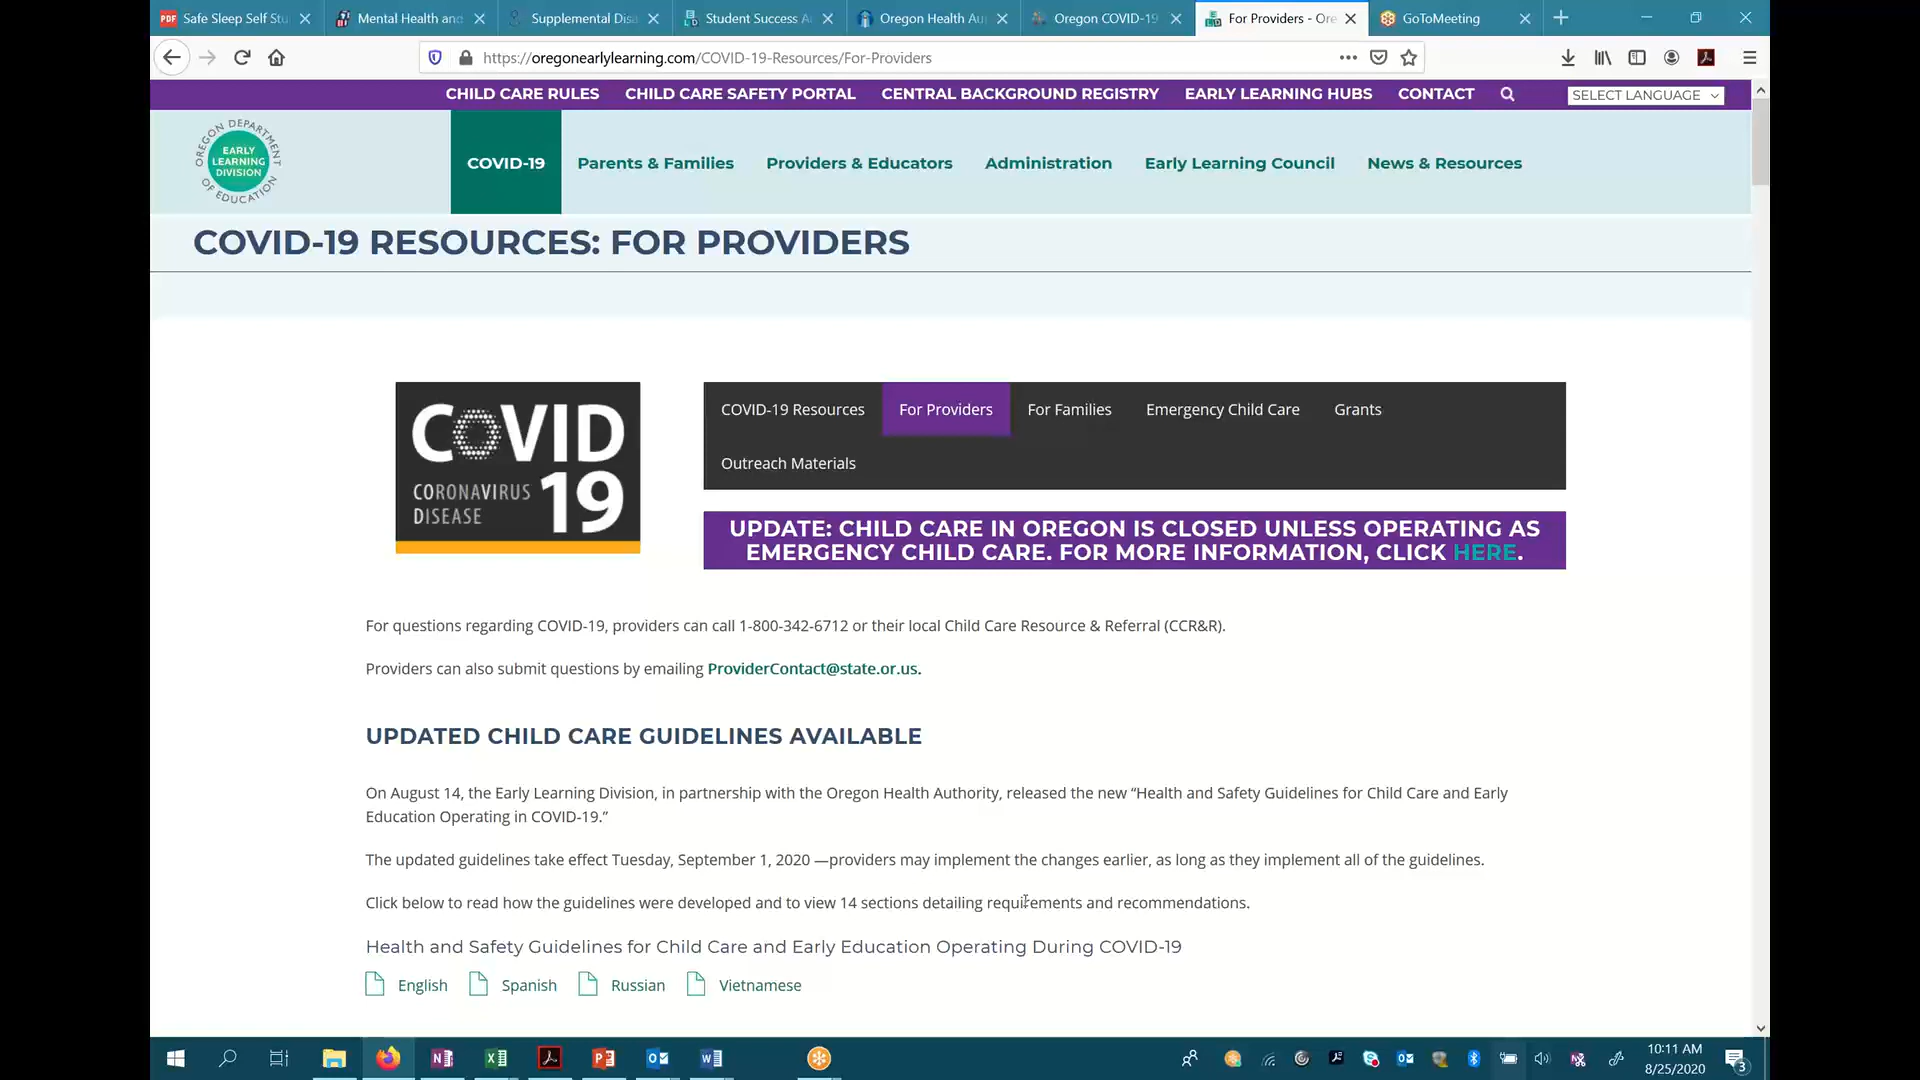 Safe Sleep Self Stu
Mental Health and
Supplemental Disa
Student Success A
Oregon Health Au
Oregon COVID-19
For Providers - Ore
GoToMeeting
https://oregonearlylearning.com/COVID-19-Resources/For-Providers
CHILD CARE RULES
CHILD CARE SAFETY PORTAL
CENTRAL BACKGROUND REGISTRY
EARLY LEARNING HUBS
CONTACT
SELECT LANGUAGE
OREGON DEPARTMENT
EARLY
LEARNING
DIVISION
OF EDUCATION
COVID-19
Parents & Families
Providers & Educators
Administration
Early Learning Council
News & Resources
COVID-19 RESOURCES: FOR PROVIDERS
COVID
CORONAVIRUS
DISEASE
19
COVID-19 Resources
For Providers
For Families
Emergency Child Care
Grants
Outreach Materials
UPDATE: CHILD CARE IN OREGON IS CLOSED UNLESS OPERATING AS
EMERGENCY CHILD CARE. FOR MORE INFORMATION, CLICK HERE.
For questions regarding COVID-19, providers can call 1-800-342-6712 or their local Child Care Resource & Referral (CCR&R).
Providers can also submit questions by emailing ProviderContact@state.or.us.
UPDATED CHILD CARE GUIDELINES AVAILABLE
On August 14, the Early Learning Division, in partnership with the Oregon Health Authority, released the new “Health and Safety Guidelines for Child Care and Early
Education Operating in COVID-19.”
The updated guidelines take effect Tuesday, September 1, 2020 —providers may implement the changes earlier, as long as they implement all of the guidelines.
Click below to read how the guidelines were developed and to view 14 sections detailing requirements and recommendations.
Health and Safety Guidelines for Child Care and Early Education Operating During COVID-19
English
Spanish
Russian
Vietnamese
10:11 AM
8/25/2020
3